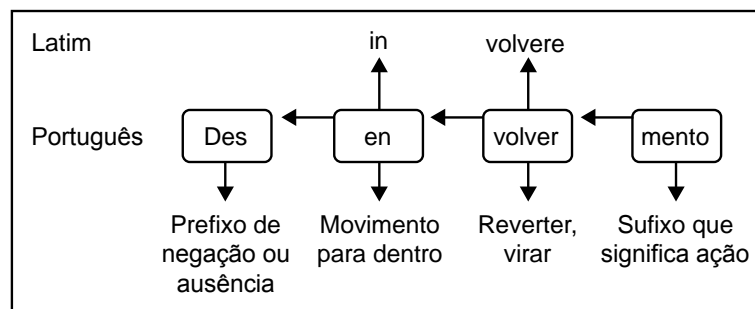 Latim in volvere
Português Des en volver mento
Prefixo de negação ou ausência
Movimento para dentro
Reverter, virar
Sufixo que significa ação